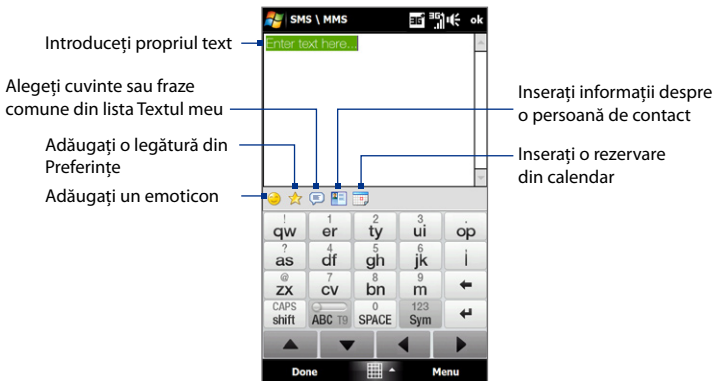 SMS \ MMS
3G 3G ok
Introduceți propriul text
Enter text here...
Alegeți cuvinte sau fraze
comune din lista Textul meu
Adăugați o legătură din
Preferințe
Adăugați un emoticon
Inserați informații despre
o persoană de contact
Inserați o rezervare
din calendar
! 1 2 3 .
qw er ty ui op
? 4 5 6
as df gh jk l
@ 7 8 9
zx cv bn m
CAPS 0 123
shift ABC T9 SPACE Sym
Done Menu